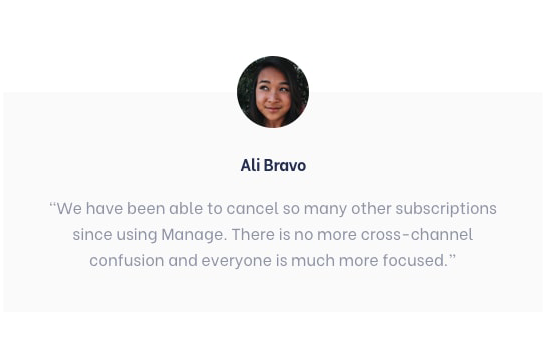 Ali Bravo
“We have been able to cancel so many other subscriptions
since using Manage. There is no more cross-channel
confusion and everyone is much more focused.”